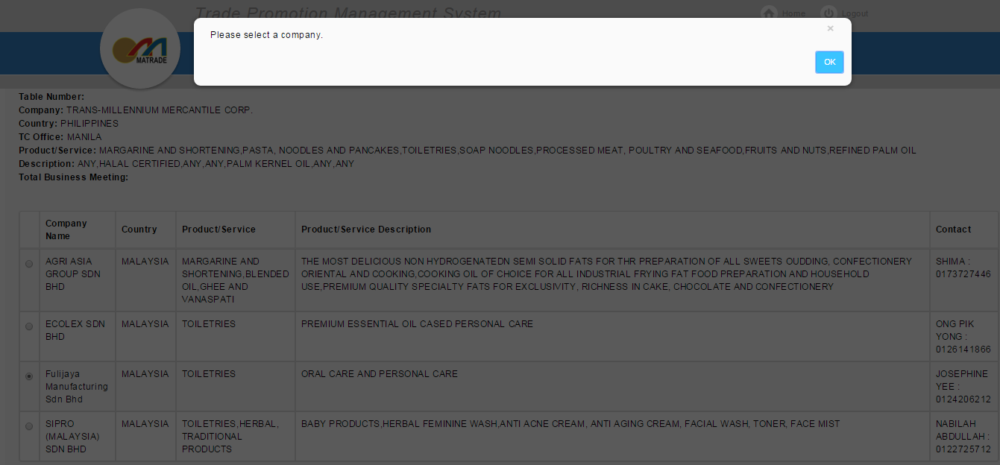 Trade Promotion Management System
Home
Logout
MATRADE
Please select a company.
×
OK
Table Number:
Company: TRANS-MILLENNIUM MERCANTILE CORP.
Country: PHILIPPINES
TC Office: MANILA
Product/Service: MARGARINE AND SHORTENING,PASTA, NOODLES AND PANCAKES,TOILETRIES,SOAP NOODLES,PROCESSED MEAT, POULTRY AND SEAFOOD,FRUITS AND NUTS,REFINED PALM OIL
Description: ANY,HALAL CERTIFIED,ANY,ANY,PALM KERNEL OIL,ANY,ANY
Total Business Meeting:
Company
Name
Country
Product/Service
Product/Service Description
Contact
AGRI ASIA
GROUP SDN
BHD
MALAYSIA
MARGARINE AND
SHORTENING,BLENDED
OIL,GHEE AND
VANASPATI
THE MOST DELICIOUS NON HYDROGENATEDN SEMI SOLID FATS FOR THR PREPARATION OF ALL SWEETS OUDDING, CONFECTIONERY
ORIENTAL AND COOKING,COOKING OIL OF CHOICE FOR ALL INDUSTRIAL FRYING FAT FOOD PREPARATION AND HOUSEHOLD
USE,PREMIUM QUALITY SPECIALTY FATS FOR EXCLUSIVITY, RICHNESS IN CAKE, CHOCOLATE AND CONFECTIONERY
SHIMA :
0173727446
ECOLEX SDN
BHD
MALAYSIA
TOILETRIES
PREMIUM ESSENTIAL OIL CASED PERSONAL CARE
ONG PIK
YONG :
0126141866
Fulijaya
Manufacturing
Sdn Bhd
MALAYSIA
TOILETRIES
ORAL CARE AND PERSONAL CARE
JOSEPHINE
YEE :
0124206212
SIPRO
(MALAYSIA)
SDN BHD
MALAYSIA
TOILETRIES,HERBAL,
TRADITIONAL
PRODUCTS
BABY PRODUCTS,HERBAL FEMININE WASH,ANTI ACNE CREAM, ANTI AGING CREAM, FACIAL WASH, TONER, FACE MIST
NABILAH
ABDULLAH :
0122725712